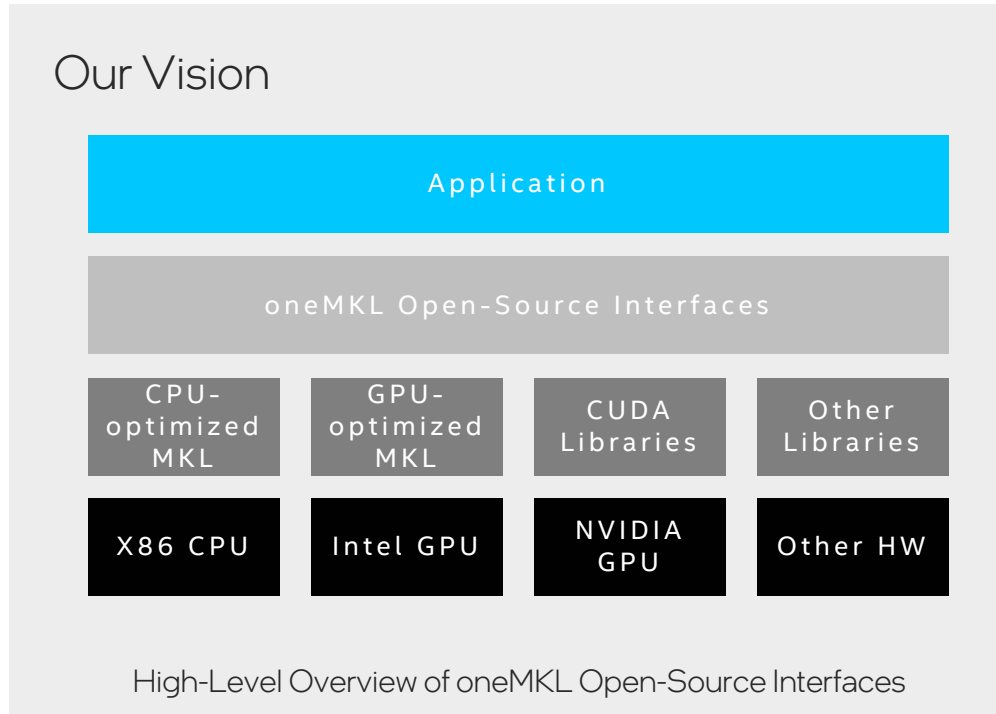 Our Vision
Application
oneMKL Open-Source Interfaces
CPU-
optimized
MKL
GPU-
optimized
MKL
CUDA
Libraries
Other
Libraries
X86 CPU
Intel GPU
NVIDIA
GPU
Other HW
High-Level Overview of oneMKL Open-Source Interfaces